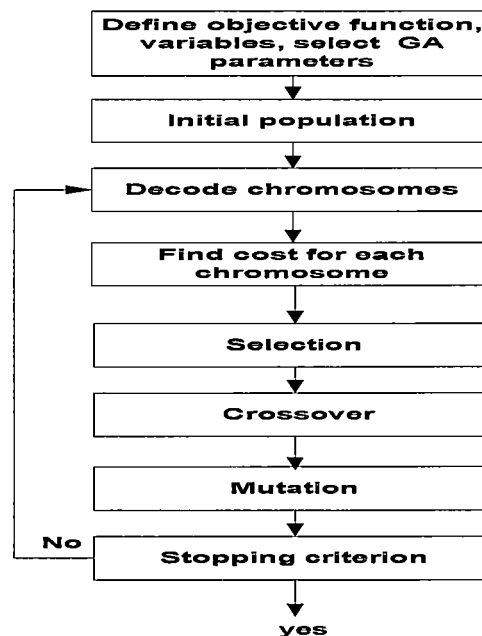 Define objective function,
variables, select GA
parameters
Initial population
Decode chromosomes
Find cost for each
chromosome
Selection
Crossover
Mutation
No
Stopping criterion
yes